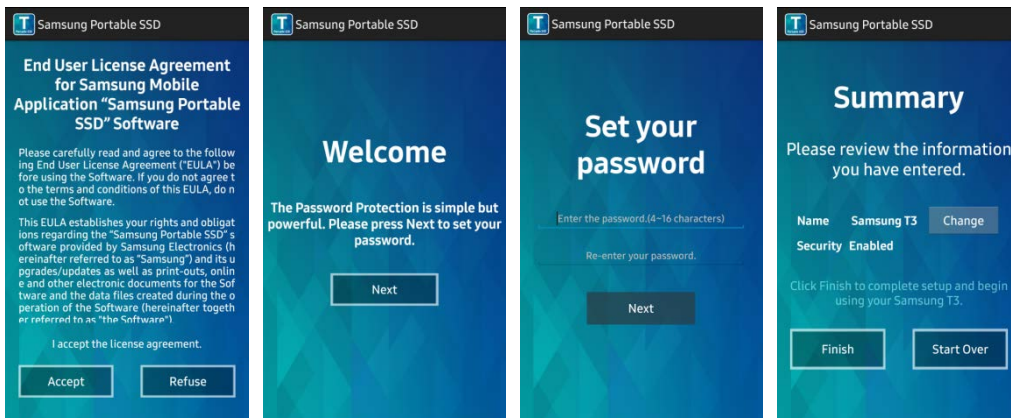 Samsung Portable SSD
End User License Agreement
for Samsung Mobile
Application “Samsung Portable
SSD” Software
Please carefully read and agree to the follow
ing End User License Agreement ("EULA") be
fore using the Software. If you do not agree t
o the terms and conditions of this EULA, do n
ot use the Software.
This EULA establishes your rights and obligat
ions regarding the "Samsung Portable SSD" s
oftware provided by Samsung Electronics (h
ereinafter referred to as "Samsung") and its u
pgrades/updates as well as print-outs, onlin
e and other electronic documents for the Sof
tware and the data files created during the o
peration of the Software (hereinafter togeth
er referred to as "the Software").
I accept the license agreement.
Accept
Refuse
Samsung Portable SSD
Welcome
The Password Protection is simple but
powerful. Please press Next to set your
password.
Next
Samsung Portable SSD
Set your
password
Enter the password.(4~16 characters)
Re-enter your password.
Next
Samsung Portable SSD
Summary
Please review the information
you have entered.
Name Samsung T3 Change
Security Enabled
Click Finish to complete setup and begin
using your Samsung T3.
Finish
Start Over